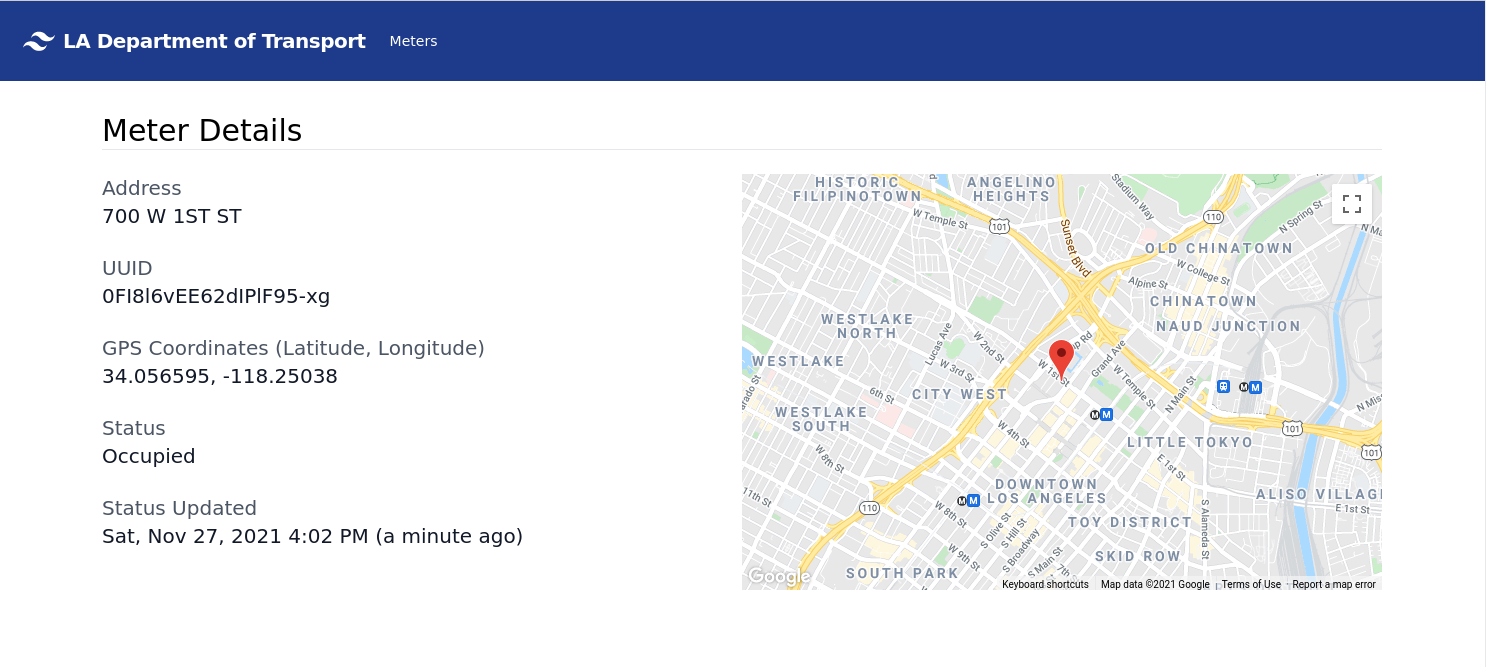 LA Department of Transport
Meters
Meter Details
Address
700 W 1ST ST
UUID
0FI8l6vEE62dIPlF95-xg
GPS Coordinates (Latitude, Longitude)
34.056595, -118.25038
Status
Occupied
Status Updated
Sat, Nov 27, 2021 4:02 PM (a minute ago)
HISTORIC
FILIPINOTOWN
ANGELINO
HEIGHTS
Stadium Way
110
N Spring St
W Temple St
101
Sunset Blvd
OLD CHINATOWN
W College St
Alpine St
CHINATOWN
WESTLAKE
NORTH
NAUD JUNCTION
Lucas Ave
W 2nd St
Grand Ave
WESTLAKE
W 3rd St
W 1st St
W Temple St
N Main St
M
6th St
CITY WEST
WESTLAKE
SOUTH
M
W 4th St
LITTLE TOKYO
101
101
W 8th St
E 1st St
DOWNTOWN
LOS ANGELES
11th St
M
ALISO VILLAG
E 1st St
110
W 8th St
S Olive St
S Hill St
S Broadway
TOY DISTRICT
S Alameda St
SKID ROW
W 9th St
S Main St
7th
SOUTH PARK
Google
Keyboard shortcuts
Map data ©2021 Google
Terms of Use
Report a map error